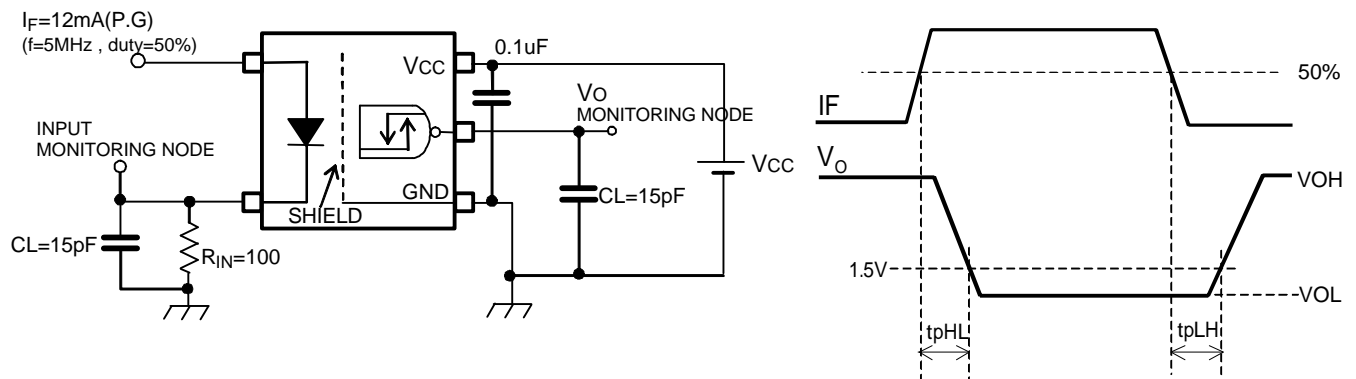 IF=12mA(P.G)
(f=5MHz , duty=50%)
INPUT
MONITORING NODE
CL=15pF
RIN=100
SHIELD
VCC
GND
0.1uF
VO
MONITORING NODE
CL=15pF
VCC
50%
IF
VO
VOH
1.5V
VOL
tpHL
tpLH